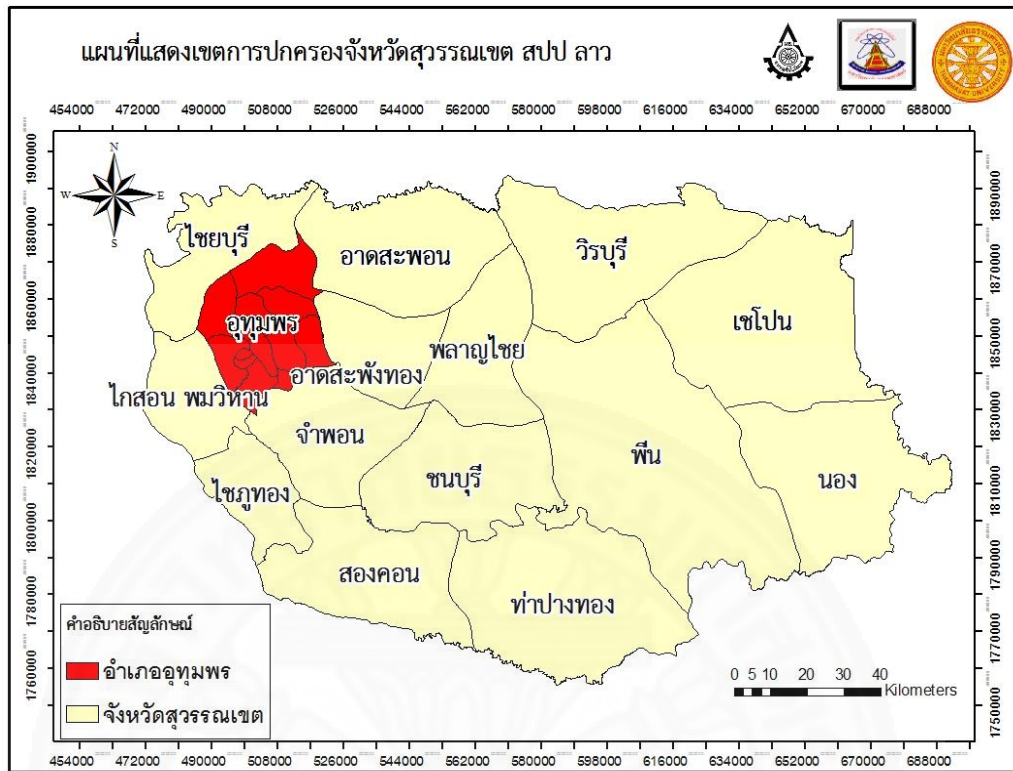 แผนที่แสดงเขตการปกครองจังหวัดสุวรรณเขต สปป ลาว
THAMMASAT UNIVERSITY
454000 472000 490000 508000 526000 544000 562000 580000 598000 616000 634000 652000 670000 688000
N
W E
S
1900000
1880000
1860000
1840000
1820000
1800000
1780000
1760000
1890000
1870000
1850000
1830000
1810000
1790000
1770000
1750000
ไชยบุรี
อาดสะพอน
วิรบุรี
เซโปน
อุทุมพร
พลาญไชย
อาดสะพังทอง
ไกสอน พมวิหาน
จำพอน
พีน
ชนบุรี
นอง
ไชภูทอง
สองคอน
ท่าปางทอง
คำอธิบายสัญลักษณ์
อำเภออุทุมพร
จังหวัดสุวรรณเขต
0 5 10 20 30 40
Kilometers
454000 472000 490000 508000 526000 544000 562000 580000 598000 616000 634000 652000 670000 688000